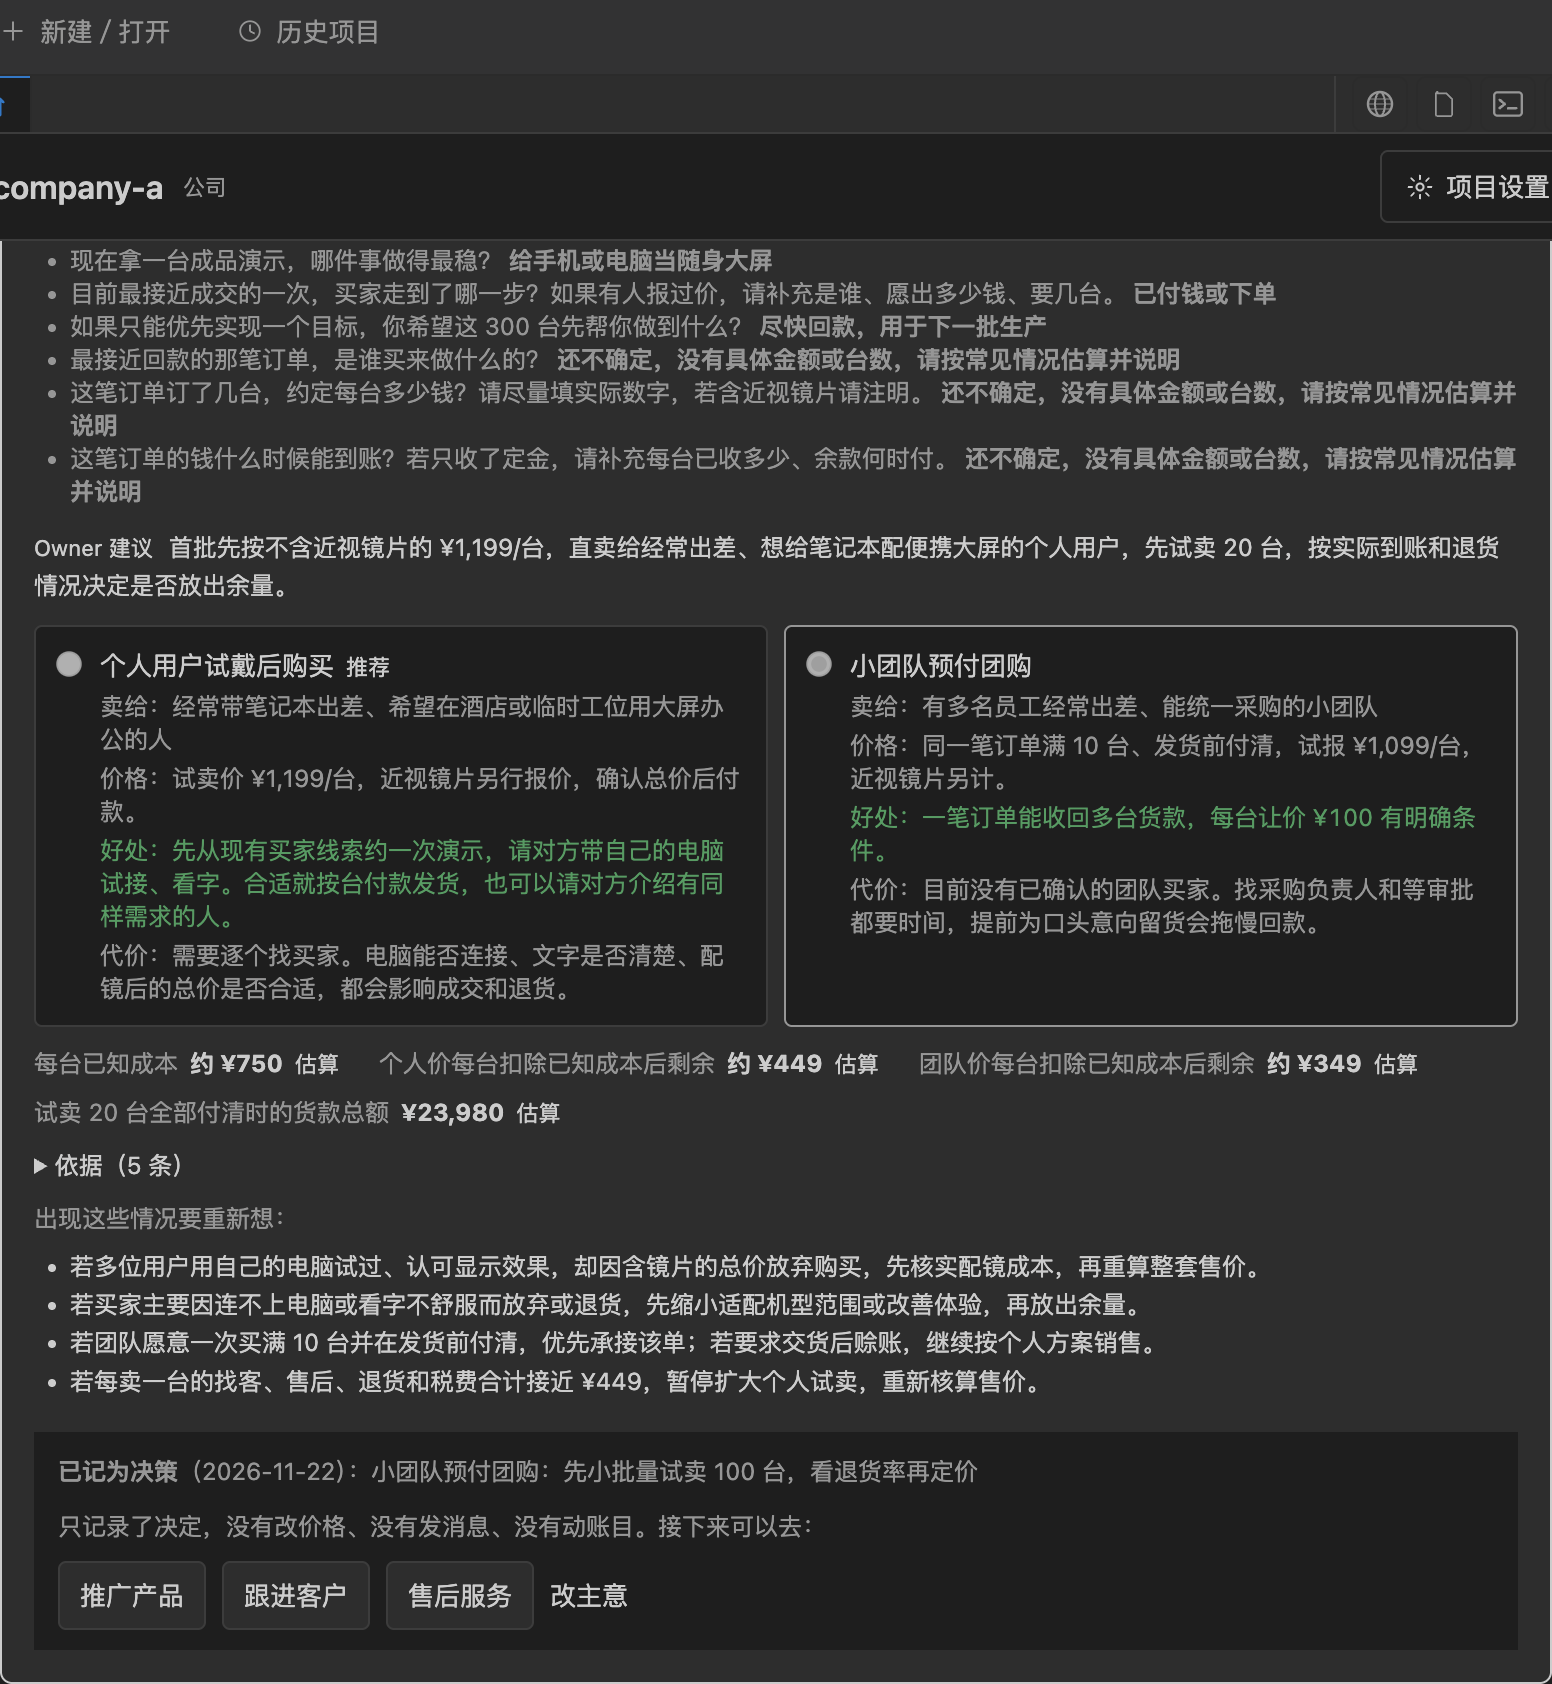 新建 / 打开
历史项目
company-a 公司
项目设置
现在拿一台成品演示，哪件事做得最稳？ 给手机或电脑当随身大屏
目前最接近成交的一次，买家走到了哪一步？如果有人报过价，请补充是谁、愿出多少钱、要几台。 已付钱或下单
如果只能优先实现一个目标，你希望这 300 台先帮你做到什么？ 尽快回款，用于下一批生产
最接近回款的那笔订单，是谁买来做什么的？ 还不确定，没有具体金额或台数，请按常见情况估算并说明
这笔订单订了几台，约定每台多少钱？请尽量填实际数字，若含近视镜片请注明。 还不确定，没有具体金额或台数，请按常见情况估算并
说明
这笔订单的钱什么时候能到账？若只收了定金，请补充每台已收多少、余款何时付。 还不确定，没有具体金额或台数，请按常见情况估算
并说明
Owner 建议 首批先按不含近视镜片的 ¥1,199/台，直卖给经常出差、想给笔记本配便携大屏的个人用户，先试卖 20 台，按实际到账和退货
情况决定是否放出余量。
个人用户试戴后购买 推荐
卖给：经常带笔记本出差、希望在酒店或临时工位用大屏办
公的人
价格：试卖价 ¥1,199/台，近视镜片另行报价，确认总价后付
款。
好处：先从现有买家线索约一次演示，请对方带自己的电脑
试接、看字。合适就按台付款发货，也可以请对方介绍有同
样需求的人。
代价：需要逐个找买家。电脑能否连接、文字是否清楚、配
镜后的总价是否合适，都会影响成交和退货。
小团队预付团购
卖给：有多名员工经常出差、能统一采购的小团队
价格：同一笔订单满 10 台、发货前付清，试报 ¥1,099/台，
近视镜片另计。
好处：一笔订单能收回多台货款，每台让价 ¥100 有明确条
件。
代价：目前没有已确认的团队买家。找采购负责人和等审批
都要时间，提前为口头意向留货会拖慢回款。
每台已知成本 约 ¥750 估算 个人价每台扣除已知成本后剩余 约 ¥449 估算 团队价每台扣除已知成本后剩余 约 ¥349 估算
试卖 20 台全部付清时的货款总额 ¥23,980 估算
依据（5 条）
出现这些情况要重新想：
若多位用户用自己的电脑试过、认可显示效果，却因含镜片的总价放弃购买，先核实配镜成本，再重算整套售价。
若买家主要因连不上电脑或看字不舒服而放弃或退货，先缩小适配机型范围或改善体验，再放出余量。
若团队愿意一次买满 10 台并在发货前付清，优先承接该单；若要求交货后赊账，继续按个人方案销售。
若每卖一台的找客、售后、退货和税费合计接近 ¥449，暂停扩大个人试卖，重新核算售价。
已记为决策（2026-11-22）：小团队预付团购：先小批量试卖 100 台，看退货率再定价
只记录了决定，没有改价格、没有发消息、没有动账目。接下来可以去：
推广产品
跟进客户
售后服务
改主意